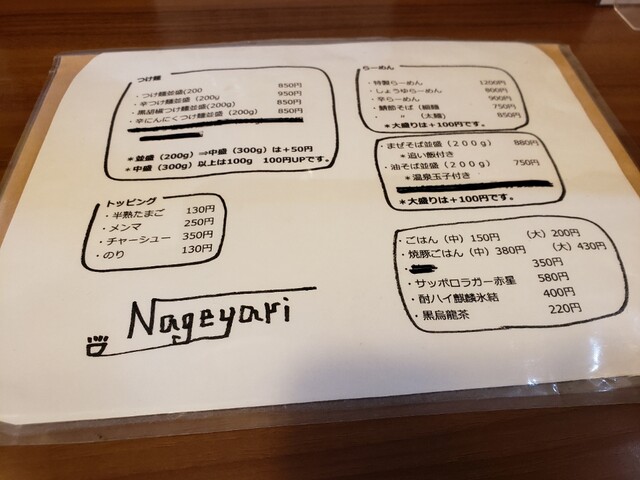 つけ麺
・つけ麺並盛(200 850円
・辛つけ麺並盛(200g 950円
・黒胡椒つけ麺並盛(200g) 850円
・辛にんにくつけ麺並盛(200g) 850円
＊並盛（200g）⇒中盛（300g）は＋50円
＊中盛（300g）以上は100g 100円UPです。
トッピング
・半熟たまご 130円
・メンマ 250円
・チャーシュー 350円
・のり 130円
Nageyari
らーめん
・特製らーめん 1200円
・しょうゆらーめん 800円
・辛らーめん 900円
・鯖節そば（細麺 750円
・ 〃 （太麺) 850円
＊大盛りは＋100円です。
・まぜそば並盛（２００ｇ） 880円
＊追い飯付き
・油そば並盛（２００ｇ） 750円
＊温泉玉子付き
＊大盛りは＋100円です。
・ごはん（中）150円 （大）200円
・焼豚ごはん（中）380円 （大）430円
・ 350円
・サッポロラガー赤星 580円
・酎ハイ麒麟氷結 400円
・黒烏龍茶 220円